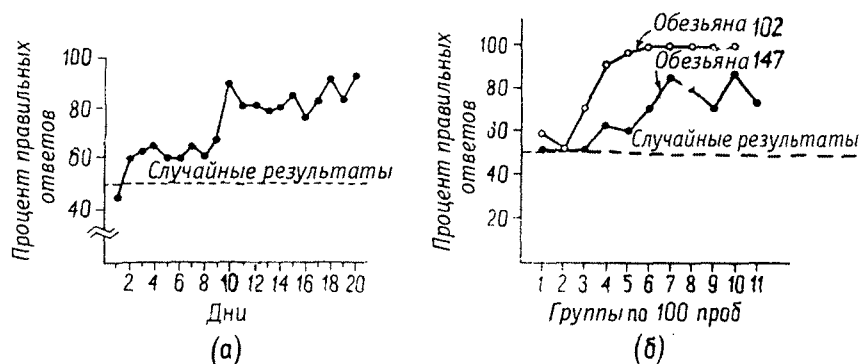 100
80
60
40
Процент правильных
ответов
Случайные результаты
2 4 6 8 10 12 14 16 18 20
Дни
(а)
100
80
60
40
20
Процент правильных
ответов
Обезьяна 102
Обезьяна 147
Случайные результаты
1 2 3 4 5 6 7 8 9 10 11
Группы по 100 проб
(б)